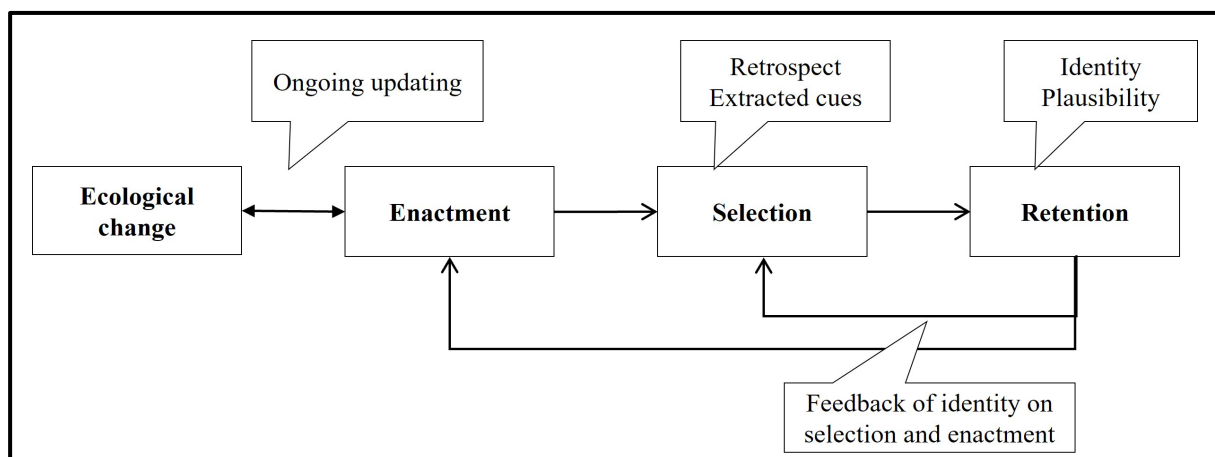 Ongoing updating
Retrospect
Extracted cues
Identity
Plausibility
Ecological
change
Enactment
Selection
Retention
Feedback of identity on
selection and enactment